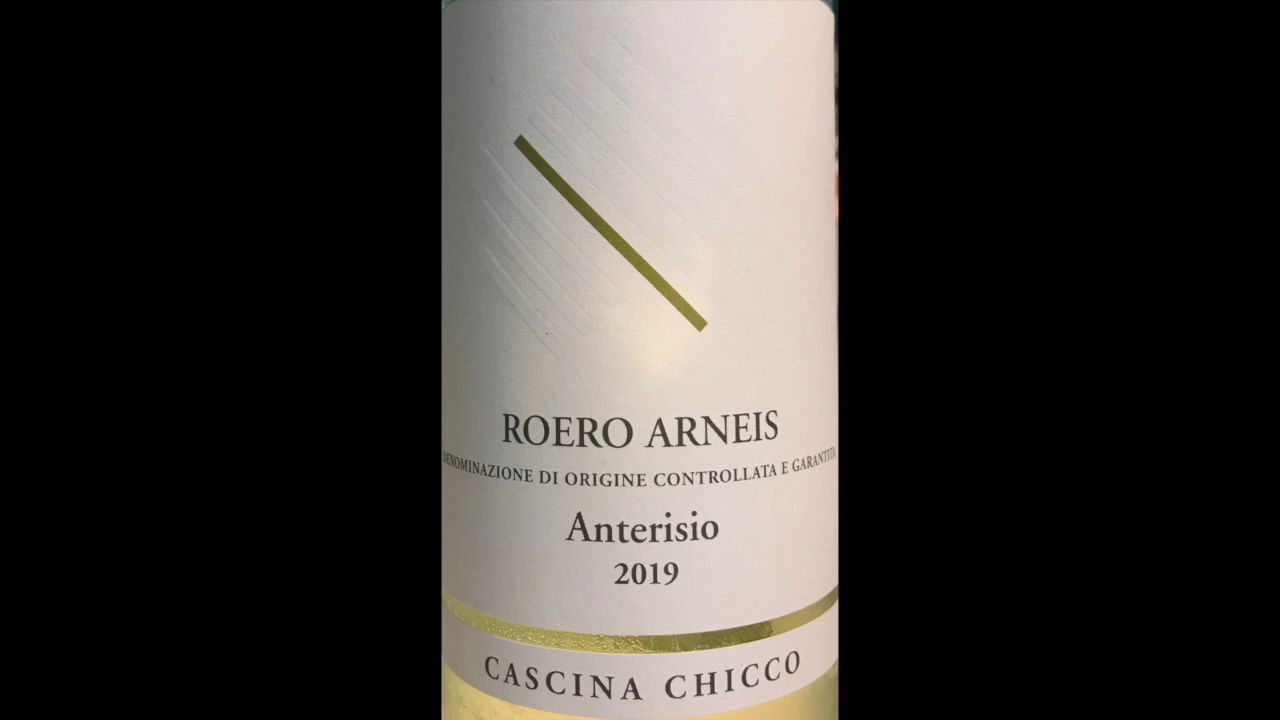 ROERO ARNEIS
DENOMINAZIONE DI ORIGINE CONTROLLATA E GARANTITA
Anterisio
2019
CASCINA CHICCO